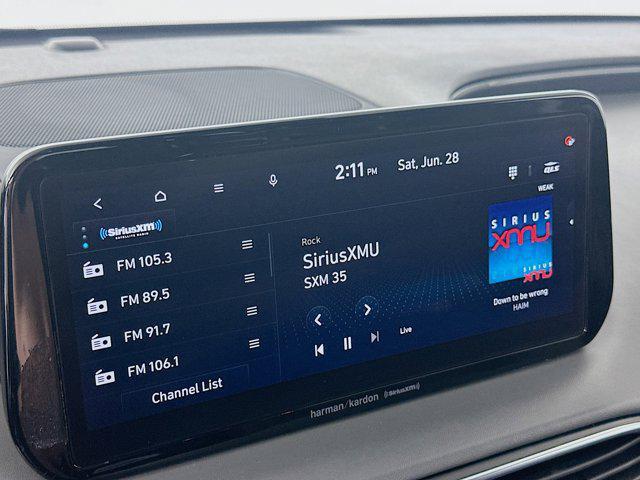 2:11 PM
Sat, Jun. 28
QLS
WEAK
((SiriusXM))
SATELLITE RADIO
FM 105.3
FM 89.5
FM 91.7
FM 106.1
Channel List
Rock
SiriusXMU
SXM 35
Live
SIRIUS
XMU
SIRIUS
XMU
Down to be wrong
HAIM
harman/kardon ((SiriusXM))